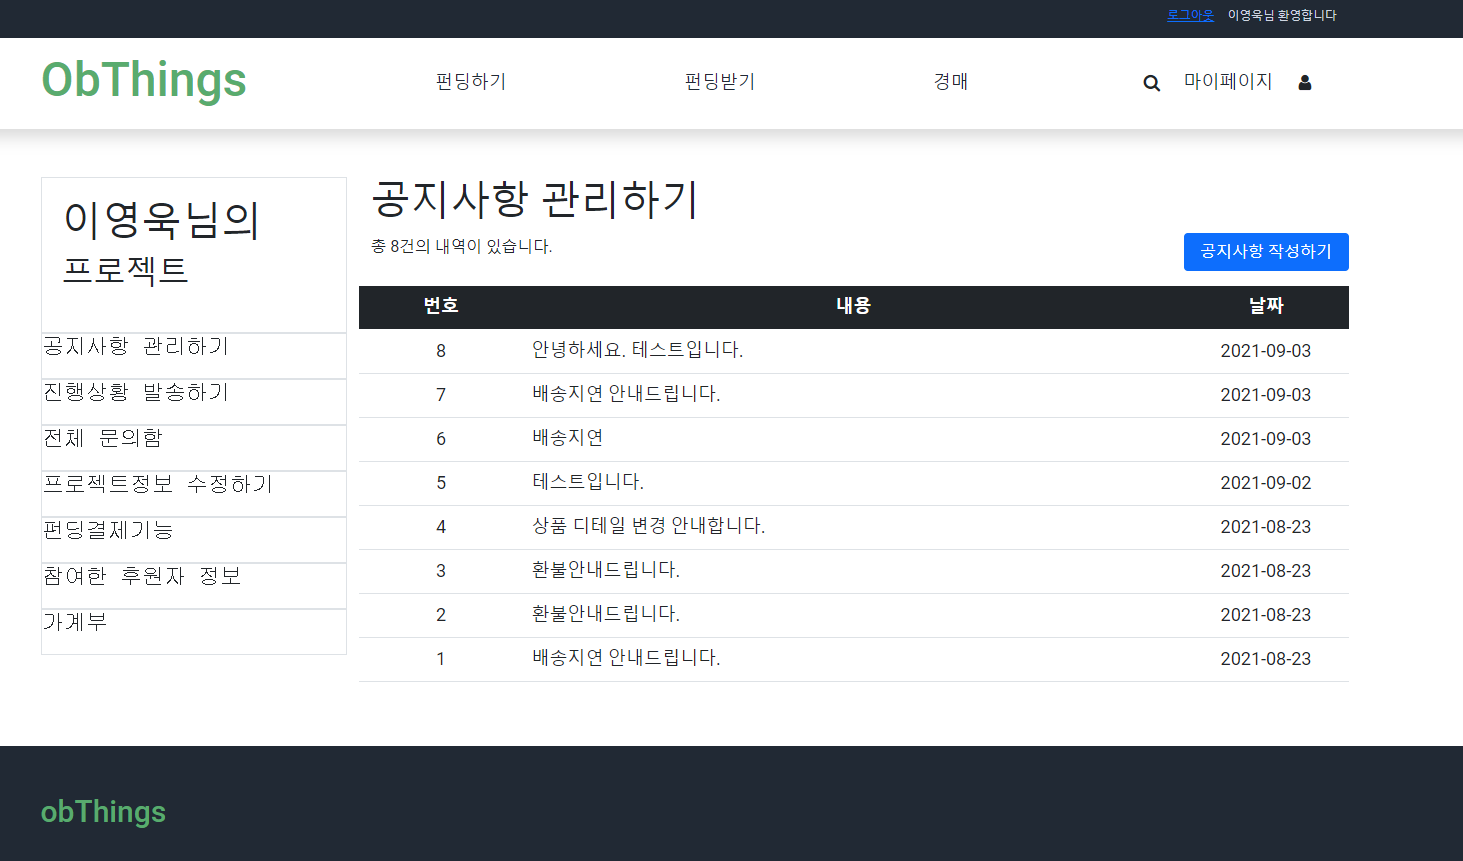 로그아웃 이영욱님 환영합니다
ObThings 펀딩하기 펀딩받기 경매 마이페이지
이영욱님의
프로젝트
공지사항 관리하기
진행상황 발송하기
전체 문의함
프로젝트정보 수정하기
펀딩결제기능
참여한 후원자 정보
가계부
공지사항 관리하기
총 8건의 내역이 있습니다.
공지사항 작성하기
번호 내용 날짜
8 안녕하세요. 테스트입니다. 2021-09-03
7 배송지연 안내드립니다. 2021-09-03
6 배송지연 2021-09-03
5 테스트입니다. 2021-09-02
4 상품 디테일 변경 안내합니다. 2021-08-23
3 환불안내드립니다. 2021-08-23
2 환불안내드립니다. 2021-08-23
1 배송지연 안내드립니다. 2021-08-23
obThings